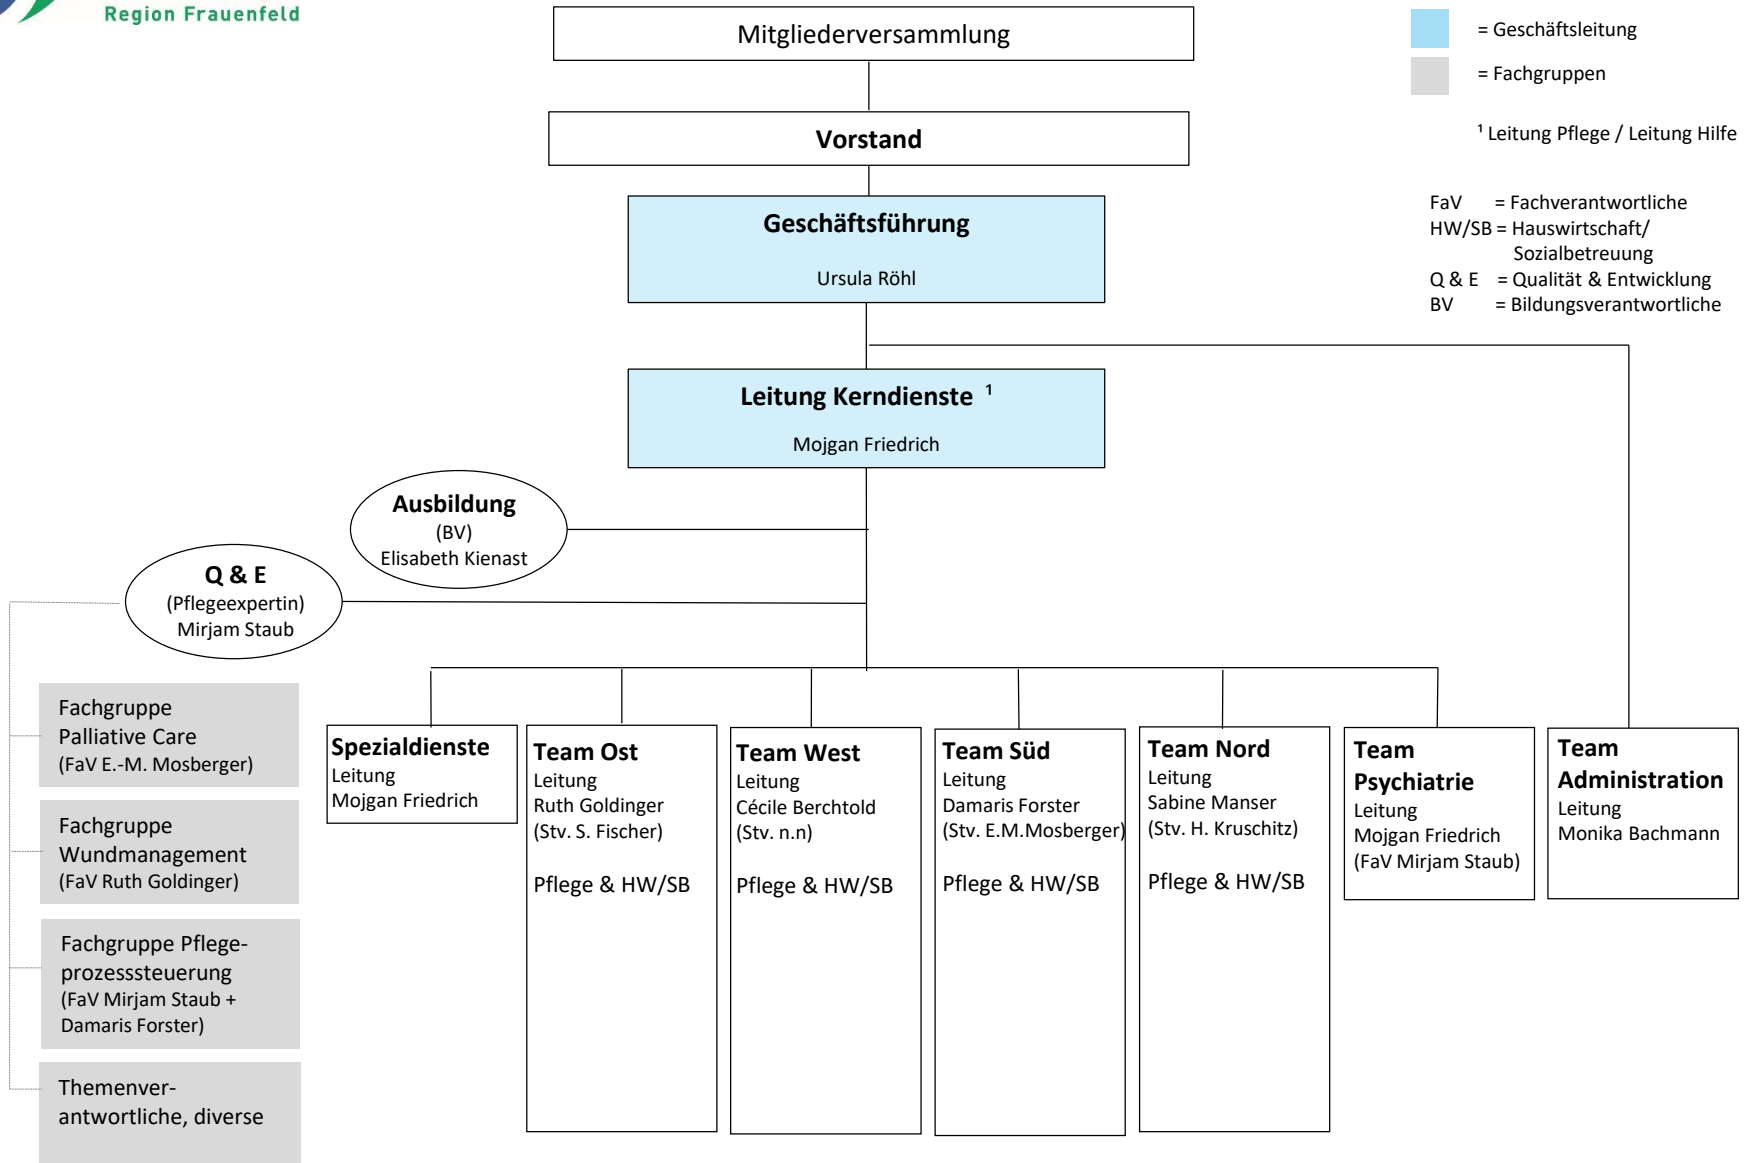 Region Frauenfeld
Mitgliederversammlung
= Geschäftsleitung
= Fachgruppen
¹ Leitung Pflege / Leitung Hilfe
Vorstand
FaV = Fachverantwortliche
HW/SB = Hauswirtschaft/
Sozialbetreuung
Q & E = Qualität & Entwicklung
BV = Bildungsverantwortliche
Geschäftsführung
Ursula Röhl
Leitung Kerndienste ¹
Mojgan Friedrich
Ausbildung
(BV)
Elisabeth Kienast
Q & E
(Pflegeexpertin)
Mirjam Staub
Fachgruppe
Palliative Care
(FaV E.-M. Mosberger)
Fachgruppe
Wundmanagement
(FaV Ruth Goldinger)
Fachgruppe Pflege-
prozesssteuerung
(FaV Mirjam Staub +
Damaris Forster)
Themenver-
antwortliche, diverse
Spezialdienste
Leitung
Mojgan Friedrich
Team Ost
Leitung
Ruth Goldinger
(Stv. S. Fischer)
Pflege & HW/SB
Team West
Leitung
Cécile Berchtold
(Stv. n.n)
Pflege & HW/SB
Team Süd
Leitung
Damaris Forster
(Stv. E.M.Mosberger)
Pflege & HW/SB
Team Nord
Leitung
Sabine Manser
(Stv. H. Kruschitz)
Pflege & HW/SB
Team
Psychiatrie
Leitung
Mojgan Friedrich
(FaV Mirjam Staub)
Team
Administration
Leitung
Monika Bachmann